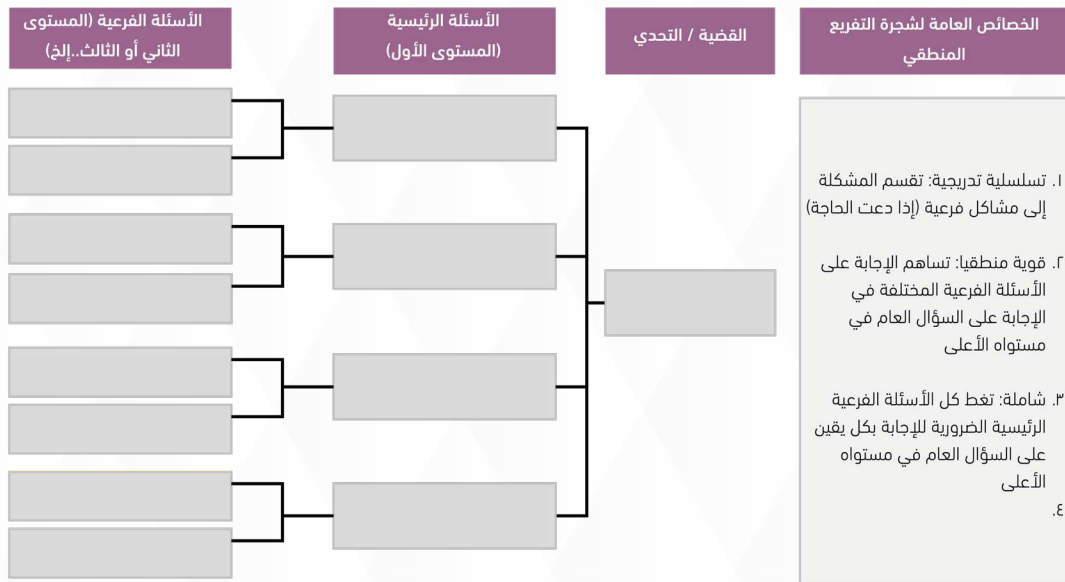 الخصائص العامة لشجرة التفريع
المنطقي
القضية / التحدي
الأسئلة الرئيسية
(المستوى الأول)
الأسئلة الفرعية (المستوى
الثاني أو الثالث..إلخ)
١. تسلسلية تدريجية: تقسم المشكلة
إلى مشاكل فرعية (إذا دعت الحاجة)
٢. قوية منطقيا: تساهم الإجابة على
الأسئلة الفرعية المختلفة في
الإجابة على السؤال العام في
مستواه الأعلى
٣. شاملة: تغط كل الأسئلة الفرعية
الرئيسية الضرورية للإجابة بكل يقين
على السؤال العام في مستواه
الأعلى
٤.